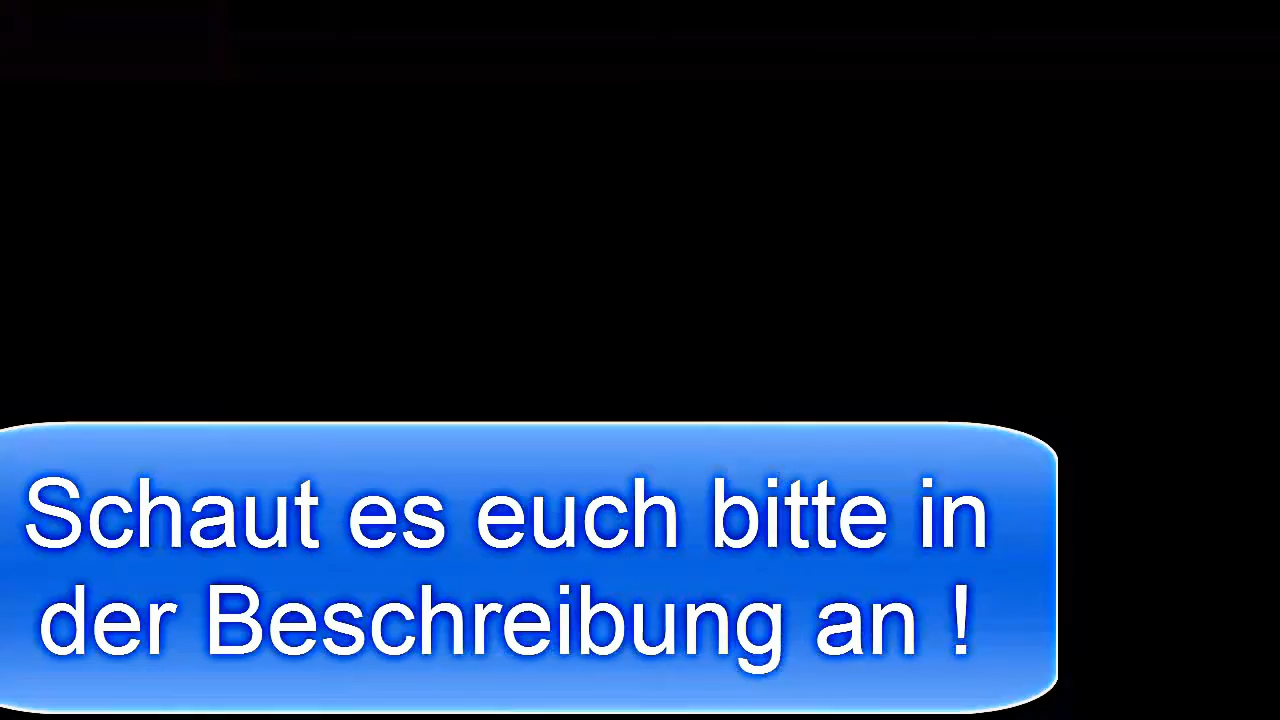 Schaut es euch bitte in
der Beschreibung an !